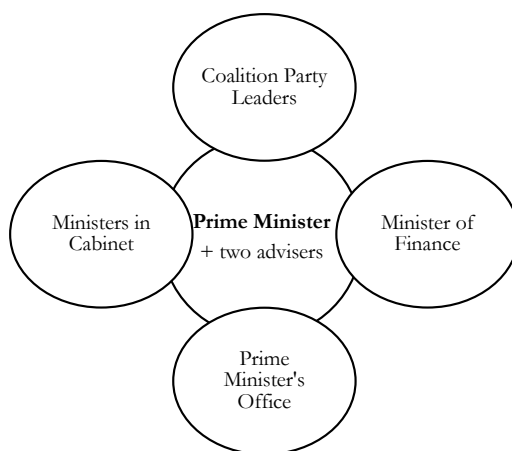 Coalition Party
Leaders
Ministers in
Cabinet
Prime Minister
+ two advisers
Minister of
Finance
Prime
Minister's
Office